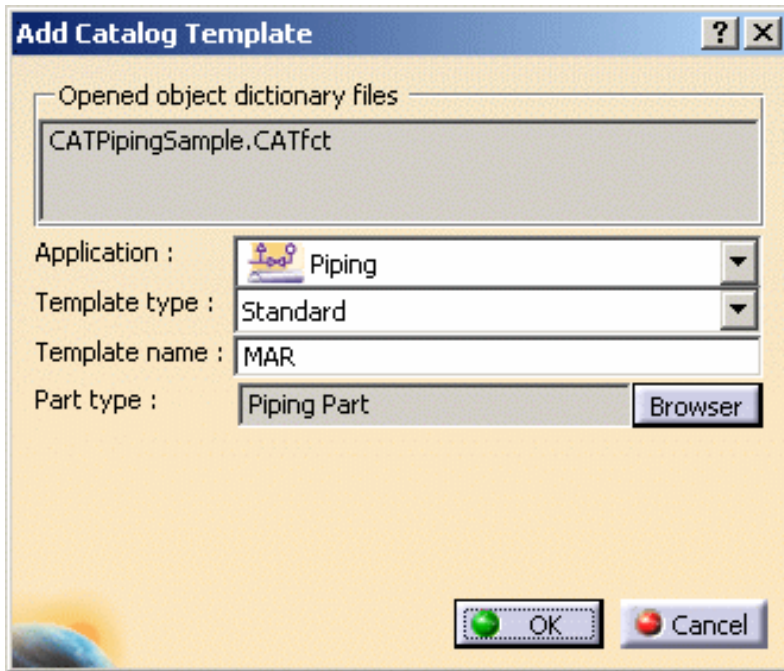 Add Catalog Template
Opened object dictionary files
CATPipingSample.CATfct
Application : Piping
Template type : Standard
Template name : MAR
Part type : Piping Part Browser
OK Cancel